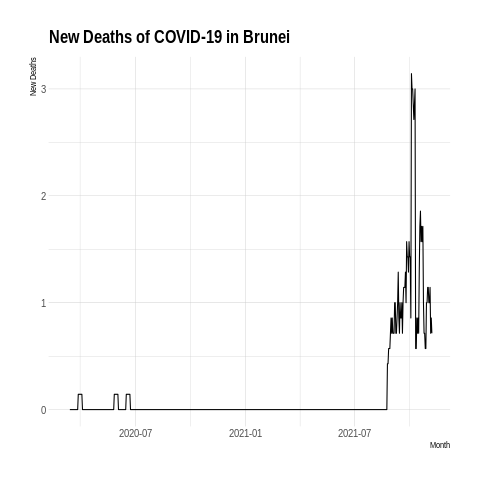 New Deaths of COVID-19 in Brunei
New Deaths
3
2
1
0
2020-07
2021-01
2021-07
Month